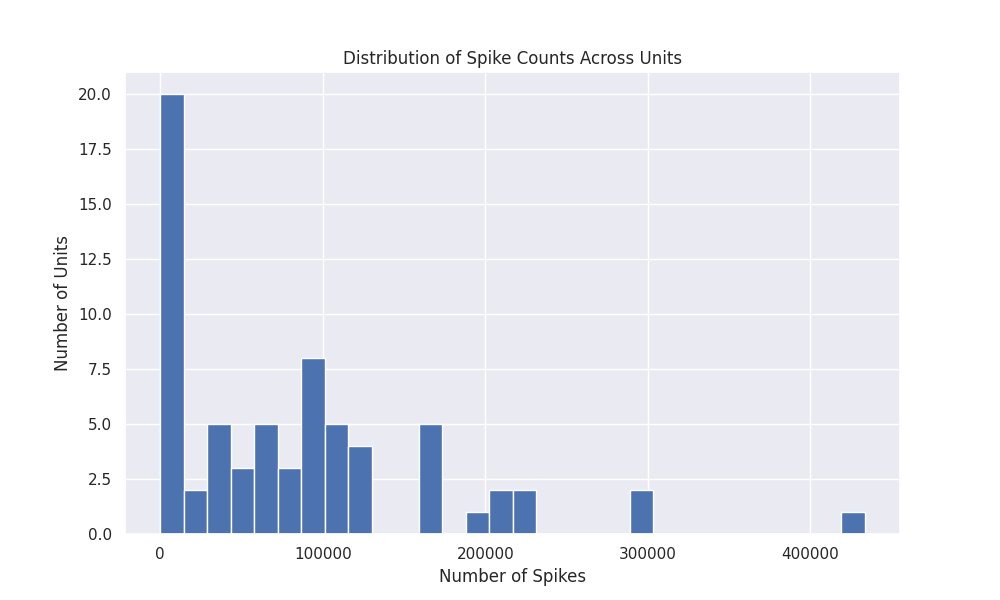 Distribution of Spike Counts Across Units
20.0
17.5
15.0
12.5
10.0
7.5
5.0
2.5
0.0
Number of Units
0 100000 200000 300000 400000
Number of Spikes